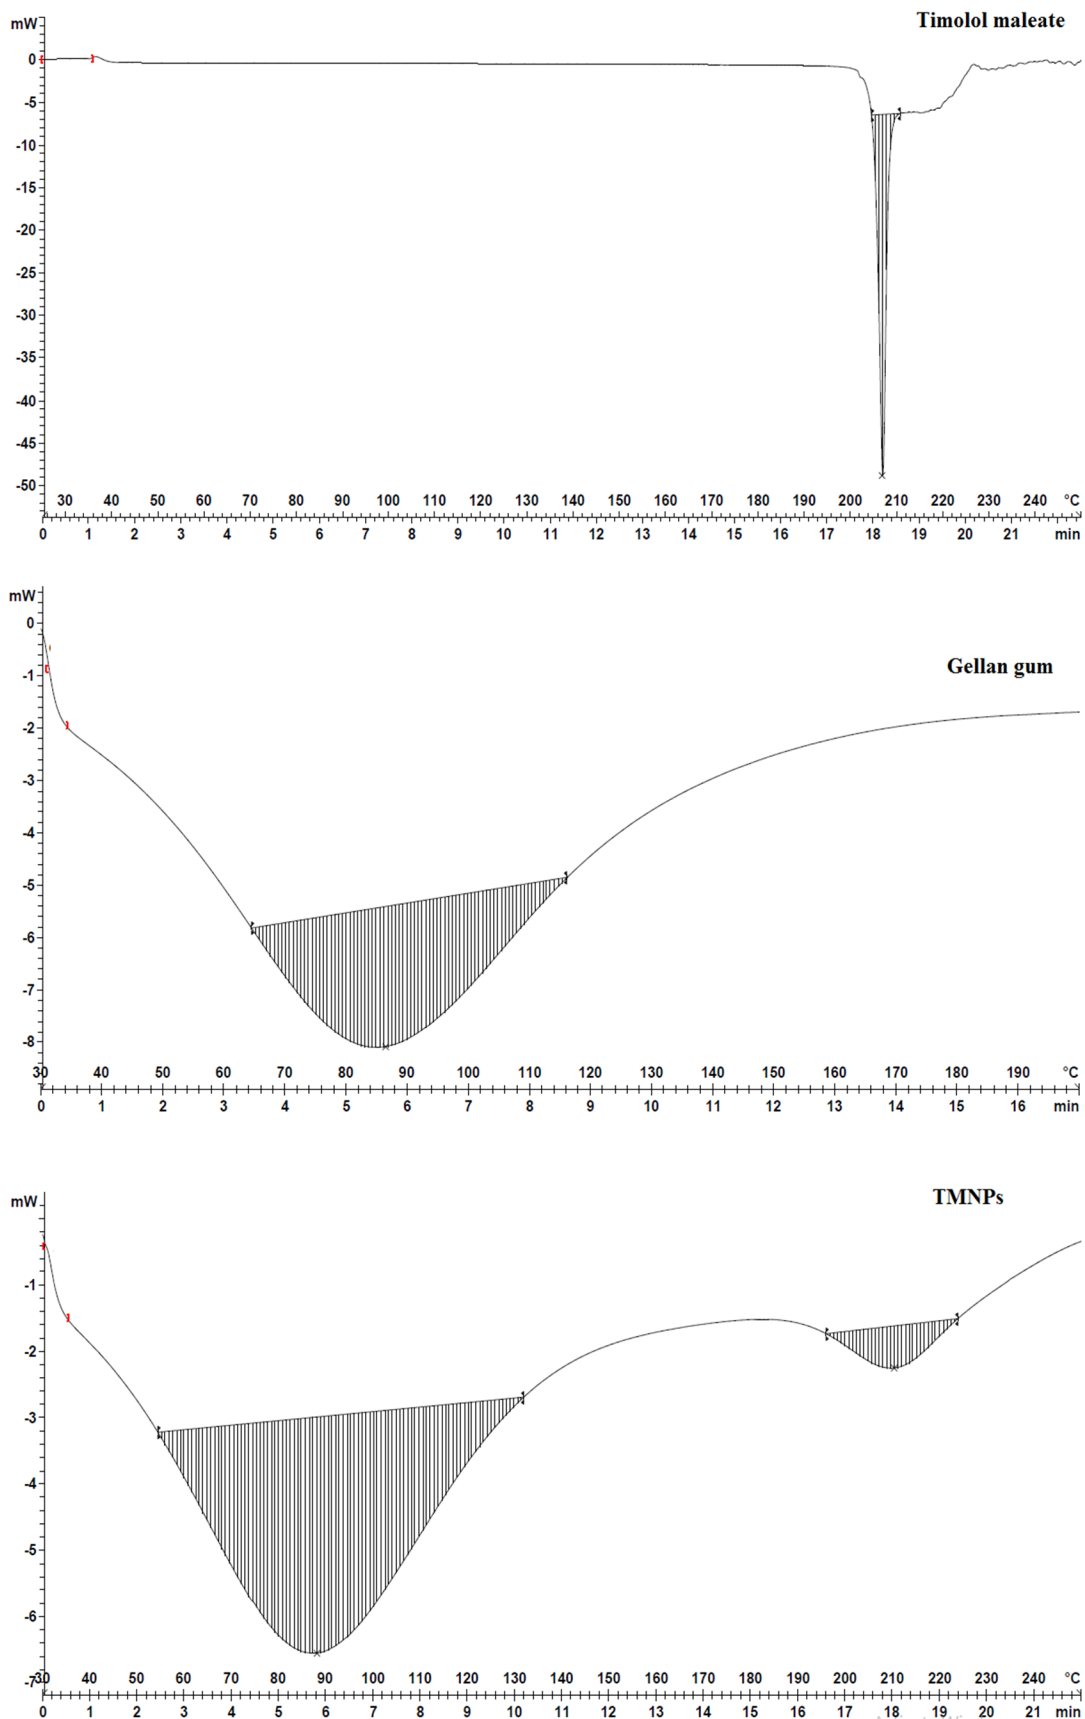 mW
Timolol maleate
0
-5
-10
-15
-20
-25
-30
-35
-40
-45
-50
30 40 50 60 70 80 90 100 110 120 130 140 150 160 170 180 190 200 210 220 230 240 °C
0 1 2 3 4 5 6 7 8 9 10 11 12 13 14 15 16 17 18 19 20 21 min
mW
0
Gellan gum
-1
-2
-3
-4
-5
-6
-7
-8
30 40 50 60 70 80 90 100 110 120 130 140 150 160 170 180 190 °C
0 1 2 3 4 5 6 7 8 9 10 11 12 13 14 15 16 min
TMNPs
mW
-1
-2
-3
-4
-5
-6
-7
30 40 50 60 70 80 90 100 110 120 130 140 150 160 170 180 190 200 210 220 230 240 °C
0 1 2 3 4 5 6 7 8 9 10 11 12 13 14 15 16 17 18 19 20 21 min